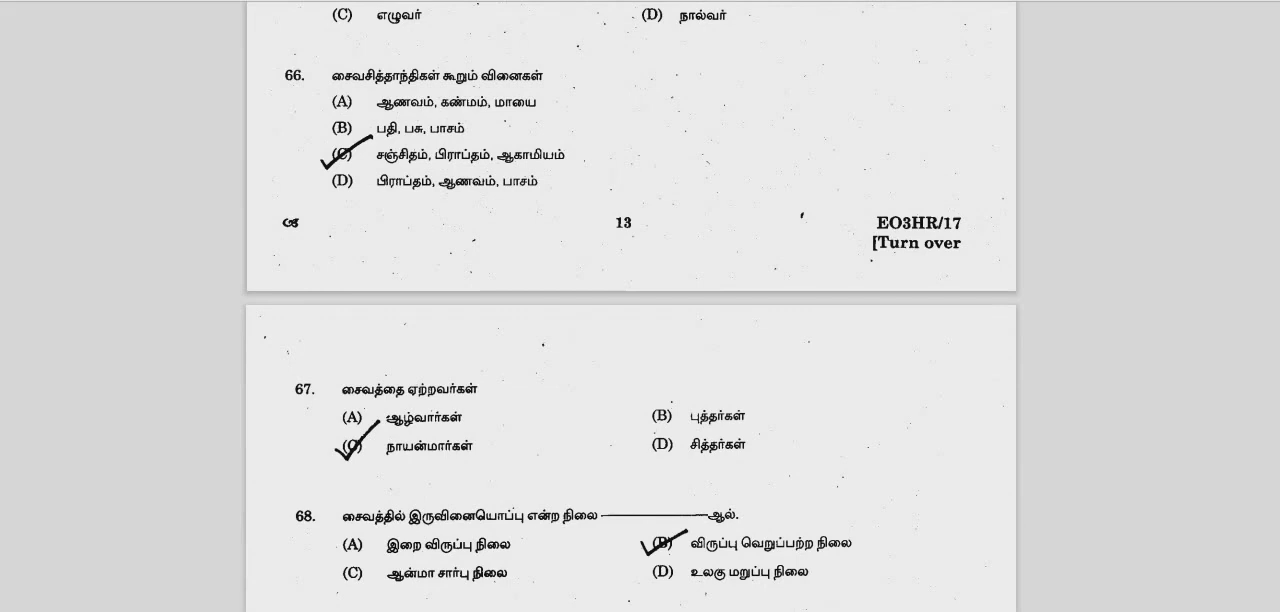 (C) எழுவர் (D) நால்வர்
66. சைவசித்தாந்திகள் கூறும் வினைகள்
(A) ஆணவம், கண்மம், மாயை
(B) பதி, பசு, பாசம்
(C) சஞ்சிதம், பிராப்தம், ஆகாமியம்
(D) பிராப்தம், ஆணவம், பாசம்
13 EO3HR/17
[Turn over
67. சைவத்தை ஏற்றவர்கள்
(A) ஆழ்வார்கள் (B) புத்தர்கள்
(C) நாயன்மார்கள் (D) சித்தர்கள்
68. சைவத்தில் இருவினையொப்பு என்ற நிலை ————— ஆல்.
(A) இறை விருப்பு நிலை (B) விருப்பு வெறுப்பற்ற நிலை
(C) ஆன்மா சார்பு நிலை (D) உலகு மறுப்பு நிலை